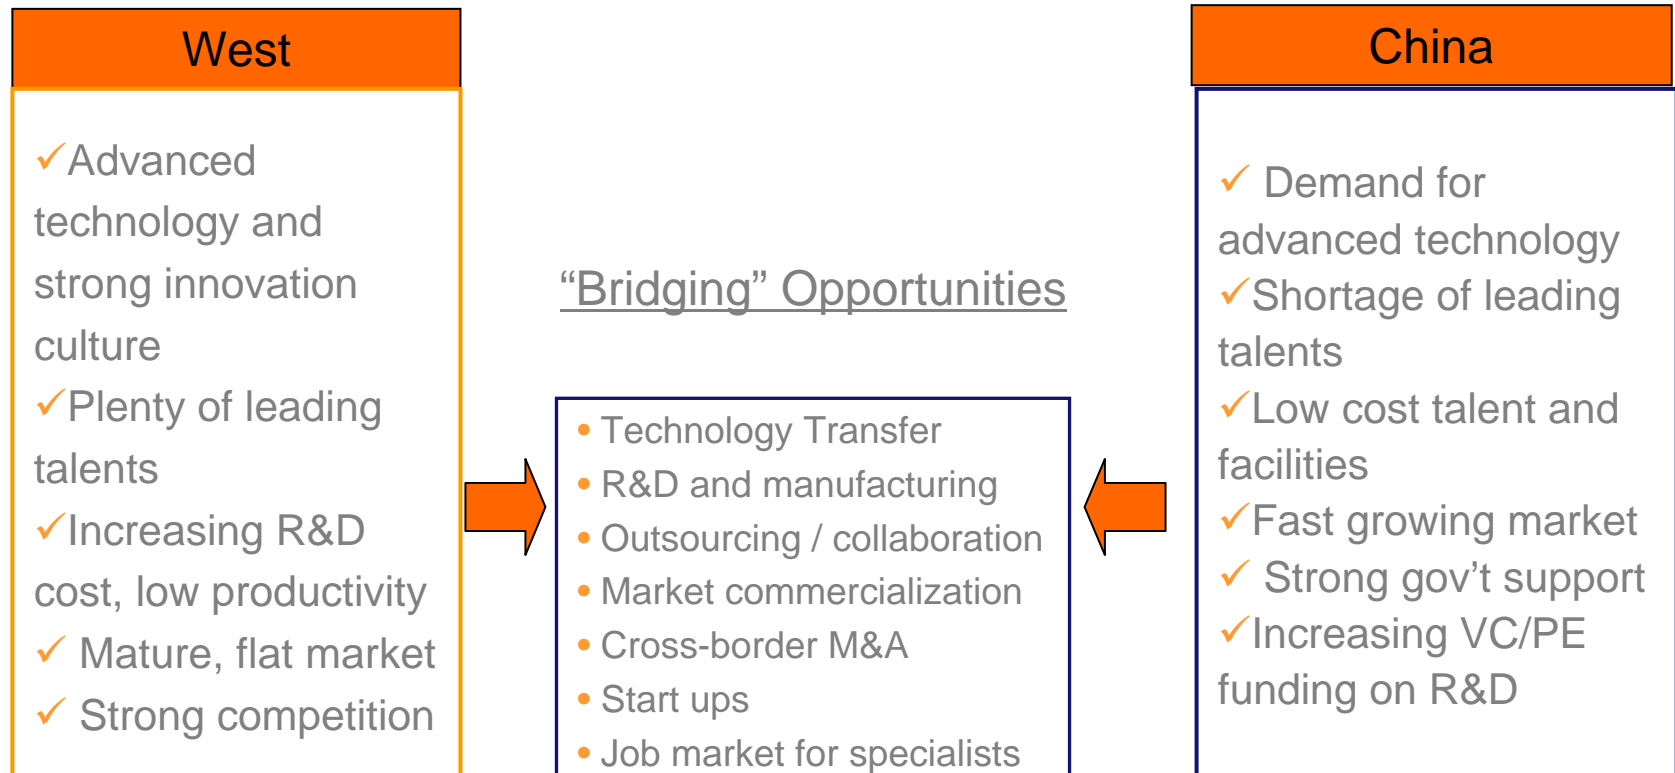 West
✓Advanced
technology and
strong innovation
culture
✓Plenty of leading
talents
✓Increasing R&D
cost, low productivity
✓ Mature, flat market
✓ Strong competition
“Bridging” Opportunities
• Technology Transfer
• R&D and manufacturing
• Outsourcing / collaboration
• Market commercialization
• Cross-border M&A
• Start ups
• Job market for specialists
China
✓ Demand for
advanced technology
✓Shortage of leading
talents
✓Low cost talent and
facilities
✓Fast growing market
✓ Strong gov’t support
✓Increasing VC/PE
funding on R&D